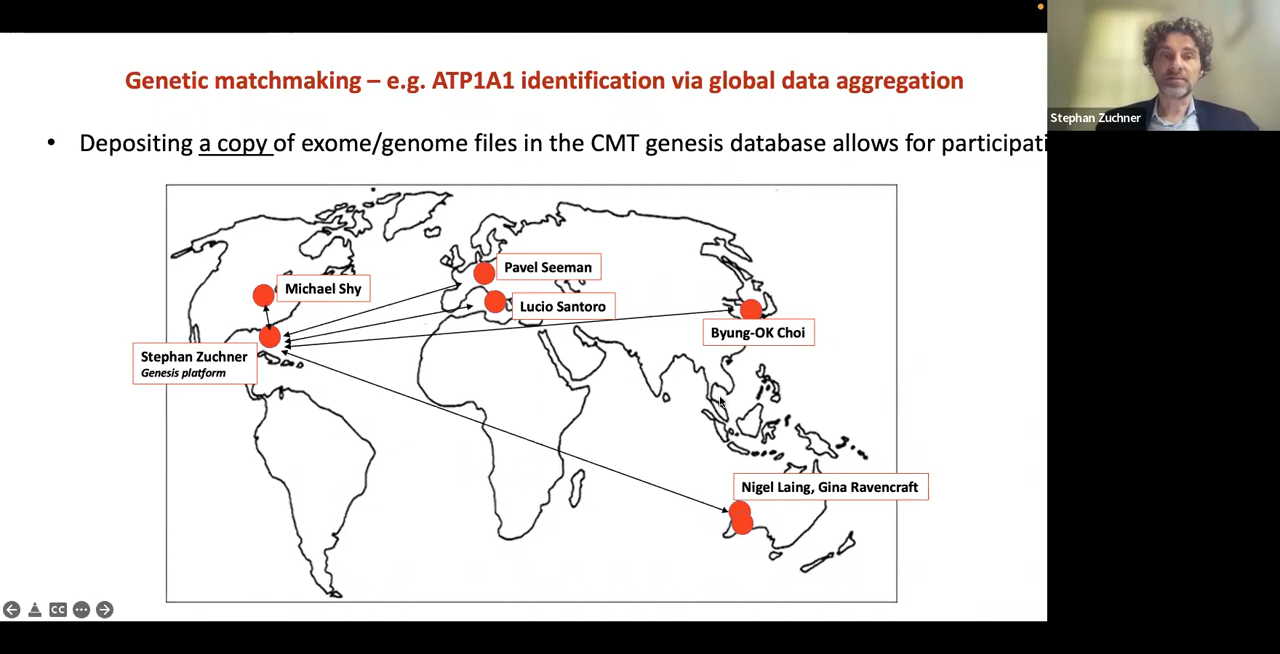 Genetic matchmaking – e.g. ATP1A1 identification via global data aggregation
Stephan Zuchner
• Depositing a copy of exome/genome files in the CMT genesis database allows for participati
Pavel Seeman
Michael Shy
Lucio Santoro
Byung-OK Choi
Stephan Zuchner
Genesis platform
Nigel Laing, Gina Ravencraft
CC